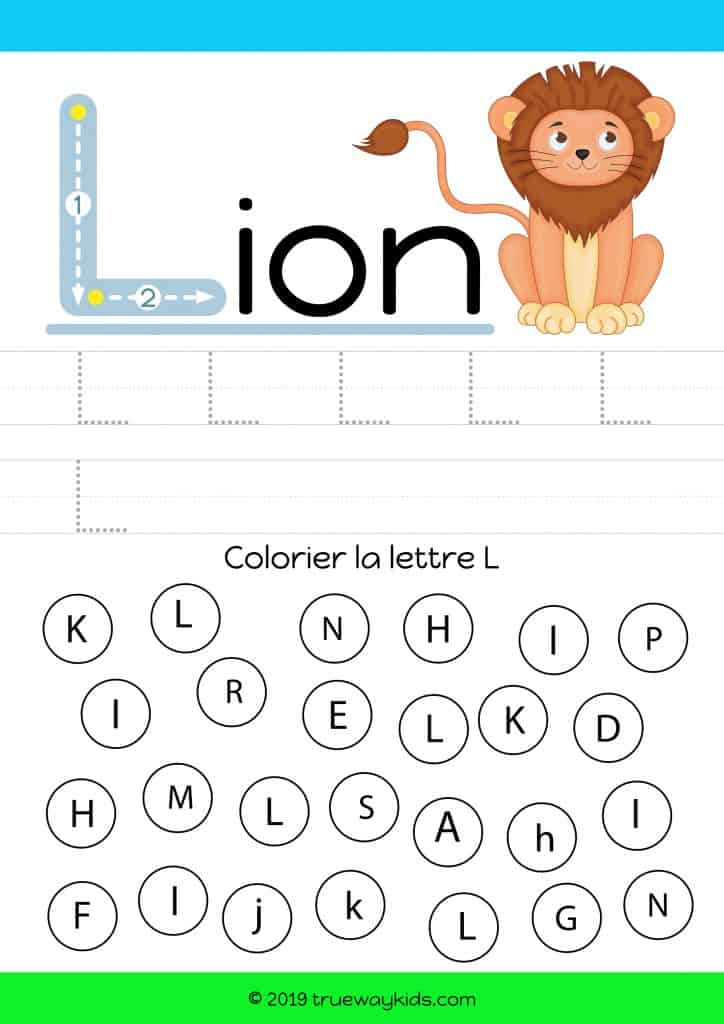 Lion
1
2
L L L L L
L
Colorier la lettre L
K L N H I P
I R E L K D
H M L S A h I
F I j k L G N
© 2019 truewaykids.com